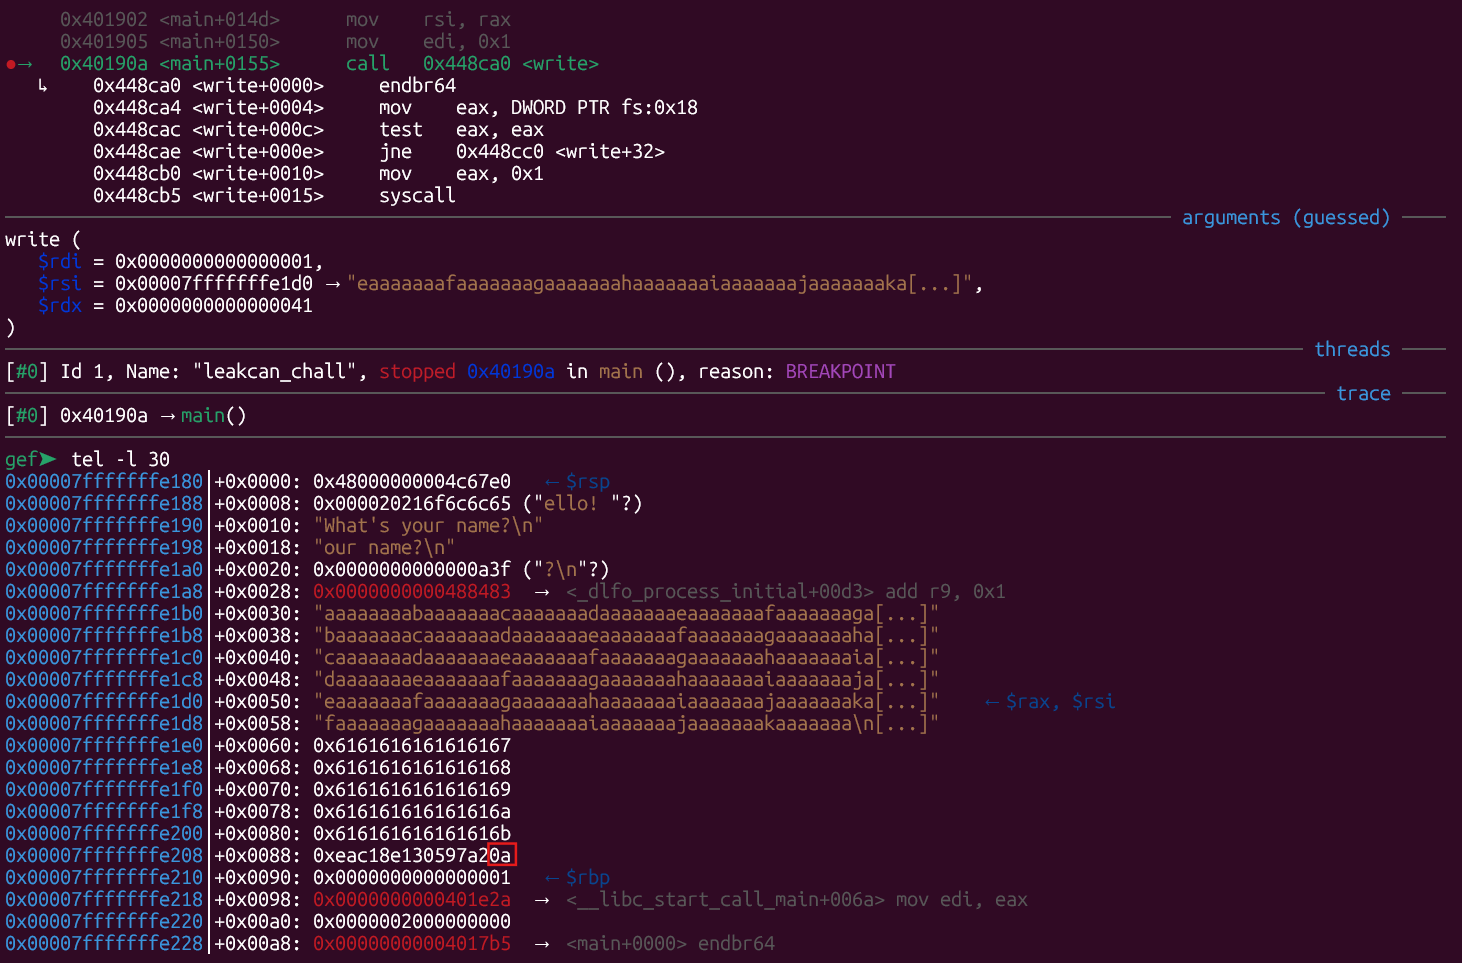 0x401902 <main+014d> mov rsi, rax
0x401905 <main+0150> mov edi, 0x1
●→ 0x40190a <main+0155> call 0x448ca0 <write>
↳ 0x448ca0 <write+0000> endbr64
0x448ca4 <write+0004> mov eax, DWORD PTR fs:0x18
0x448cac <write+000c> test eax, eax
0x448cae <write+000e> jne 0x448cc0 <write+32>
0x448cb0 <write+0010> mov eax, 0x1
0x448cb5 <write+0015> syscall
arguments (guessed)
write (
$rdi = 0x0000000000000001,
$rsi = 0x00007fffffffe1d0 → "eaaaaaaafaaaaaaagaaaaaaahaaaaaaaiaaaaaaajaaaaaaaka[...]",
$rdx = 0x0000000000000041
)
threads
[#0] Id 1, Name: "leakcan_chall", stopped 0x40190a in main (), reason: BREAKPOINT
trace
[#0] 0x40190a → main()
gef➤ tel -l 30
0x00007fffffffe180│+0x0000: 0x48000000004c67e0 ← $rsp
0x00007fffffffe188│+0x0008: 0x000020216f6c6c65 ("ello! "?)
0x00007fffffffe190│+0x0010: "What's your name?\n"
0x00007fffffffe198│+0x0018: "our name?\n"
0x00007fffffffe1a0│+0x0020: 0x0000000000000a3f ("?\n"?)
0x00007fffffffe1a8│+0x0028: 0x0000000000488483 → <_dlfo_process_initial+00d3> add r9, 0x1
0x00007fffffffe1b0│+0x0030: "aaaaaaaabaaaaaaacaaaaaaadaaaaaaaeaaaaaaafaaaaaaaga[...]"
0x00007fffffffe1b8│+0x0038: "baaaaaaacaaaaaaadaaaaaaaeaaaaaaafaaaaaaagaaaaaaaha[...]"
0x00007fffffffe1c0│+0x0040: "caaaaaaadaaaaaaaeaaaaaaafaaaaaaagaaaaaaahaaaaaaaia[...]"
0x00007fffffffe1c8│+0x0048: "daaaaaaaeaaaaaaafaaaaaaagaaaaaaahaaaaaaaiaaaaaaaja[...]"
0x00007fffffffe1d0│+0x0050: "eaaaaaaafaaaaaaagaaaaaaahaaaaaaaiaaaaaaajaaaaaaaka[...]" ← $rax, $rsi
0x00007fffffffe1d8│+0x0058: "faaaaaaagaaaaaaahaaaaaaaiaaaaaaajaaaaaaakaaaaaaa\n[...]"
0x00007fffffffe1e0│+0x0060: 0x6161616161616167
0x00007fffffffe1e8│+0x0068: 0x6161616161616168
0x00007fffffffe1f0│+0x0070: 0x6161616161616169
0x00007fffffffe1f8│+0x0078: 0x616161616161616a
0x00007fffffffe200│+0x0080: 0x616161616161616b
0x00007fffffffe208│+0x0088: 0xeac18e130597a20a
0x00007fffffffe210│+0x0090: 0x0000000000000001 ← $rbp
0x00007fffffffe218│+0x0098: 0x0000000000401e2a → <__libc_start_call_main+006a> mov edi, eax
0x00007fffffffe220│+0x00a0: 0x0000002000000000
0x00007fffffffe228│+0x00a8: 0x00000000004017b5 → <main+0000> endbr64